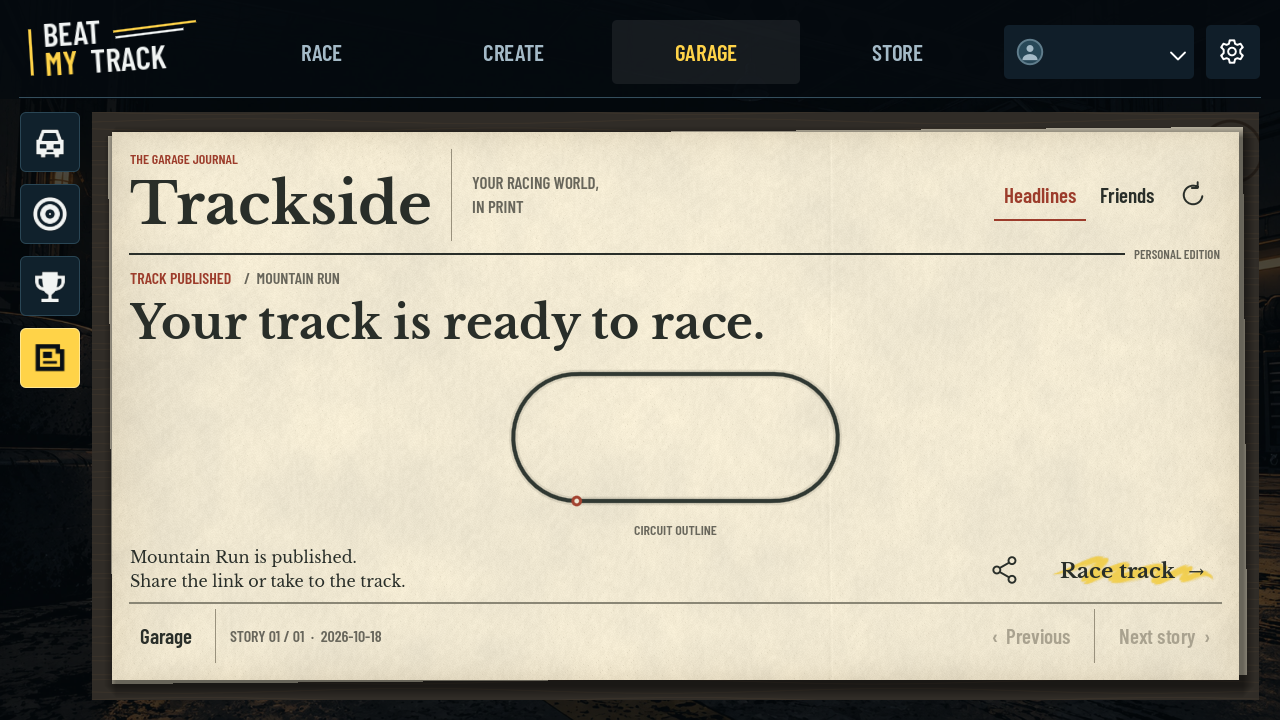 BEAT
MY TRACK
RACE
CREATE
GARAGE
STORE
THE GARAGE JOURNAL
Trackside
YOUR RACING WORLD,
IN PRINT
Headlines
Friends
PERSONAL EDITION
TRACK PUBLISHED / MOUNTAIN RUN
Your track is ready to race.
CIRCUIT OUTLINE
Mountain Run is published.
Share the link or take to the track.
Race track →
Garage
STORY 01 / 01 · 2026-10-18
‹ Previous
Next story ›